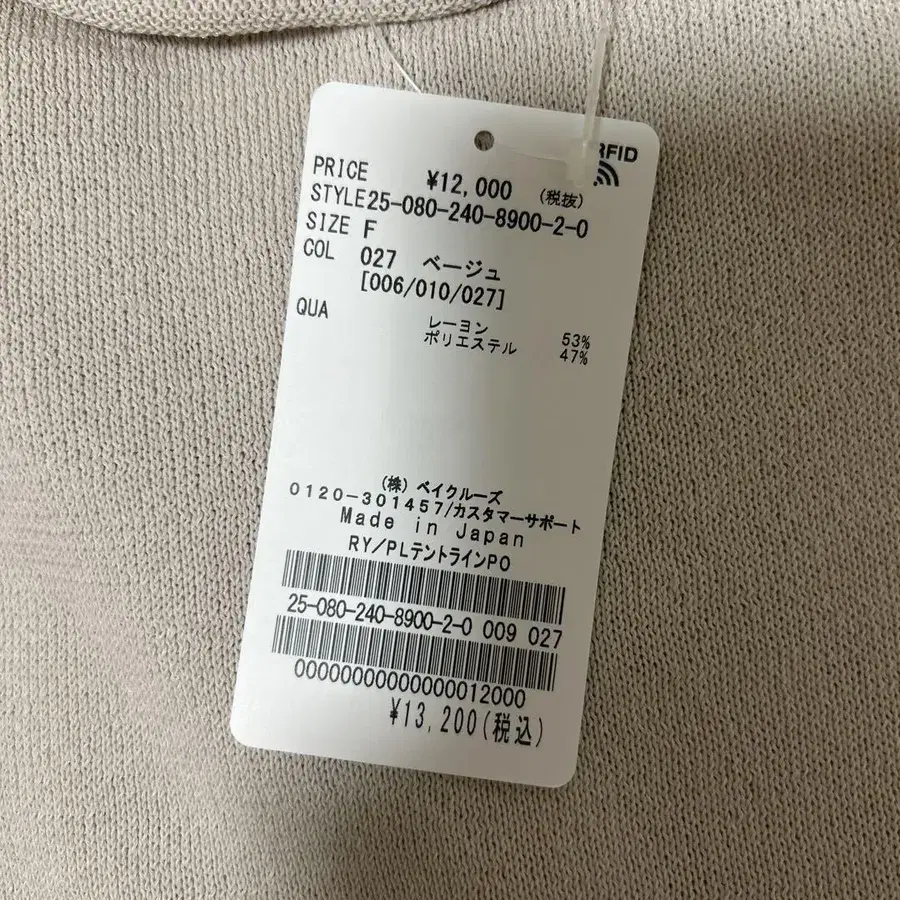 RFID
PRICE ¥12,000 (税抜)
STYLE25-080-240-8900-2-0
SIZE F
COL 027 ベージュ
[006/010/027]
QUA レーヨン 53%
ポリエステル 47%
(株)ベイクルーズ
0120-301457/カスタマーサポート
Made in Japan
RY/PLテントラインPO
25-080-240-8900-2-0 009 027
000000000000000012000
¥13,200(税込)